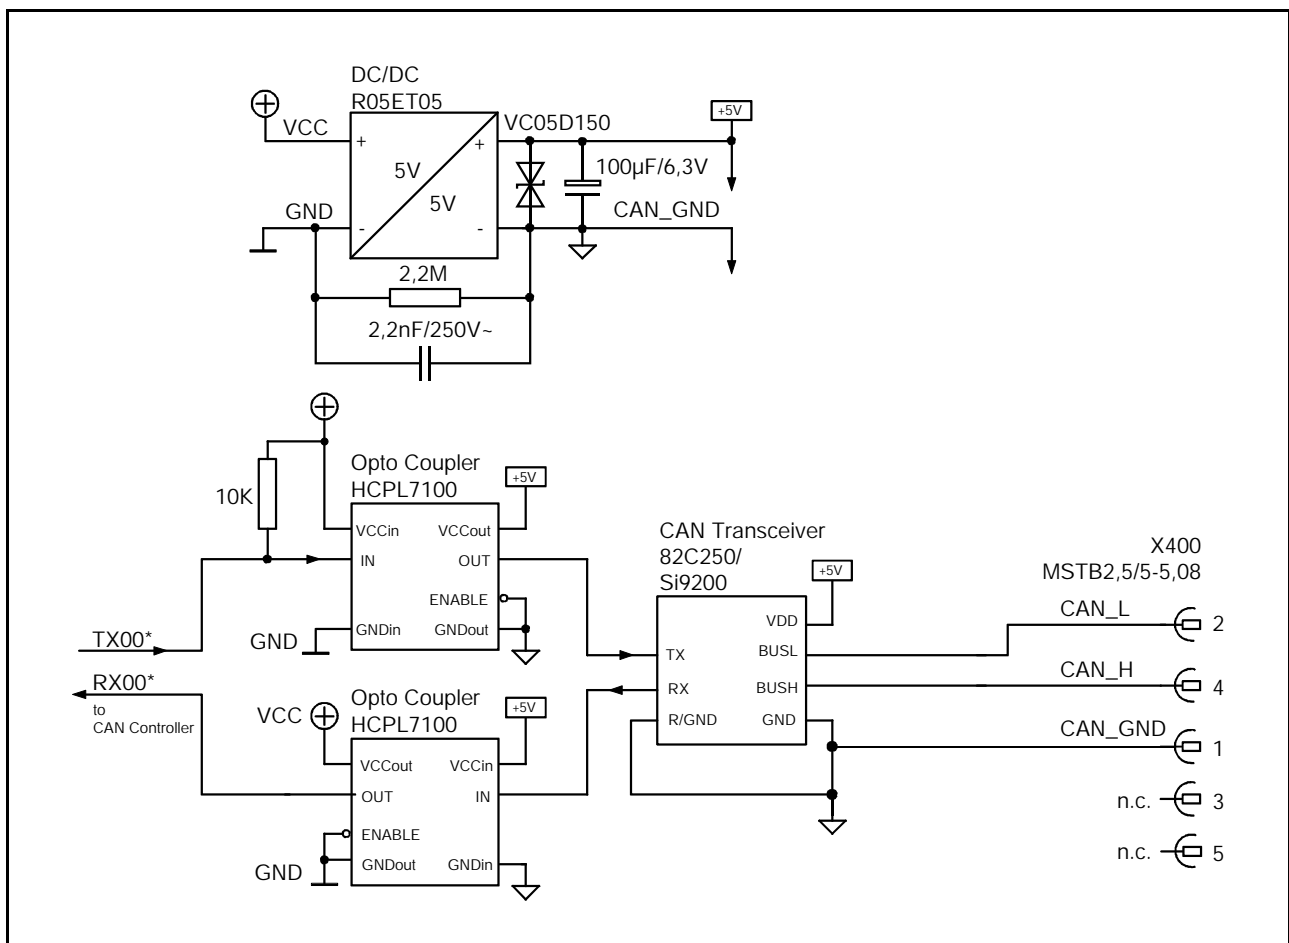 DC/DC
R05ET05
VCC
+
+
VC05D150
+5V
5V
5V
100µF/6,3V
GND
-
-
CAN_GND
2,2M
2,2nF/250V~
10K
Opto Coupler
HCPL7100
+5V
VCCin
VCCout
IN
OUT
ENABLE
GNDin
GNDout
GND
TX00*
RX00*
to
CAN Controller
CAN Transceiver
82C250/
Si9200
+5V
VDD
TX
BUSL
RX
BUSH
R/GND
GND
X400
MSTB2,5/5-5,08
CAN_L
2
CAN_H
4
CAN_GND
1
n.c.
3
n.c.
5
Opto Coupler
HCPL7100
VCC
+5V
VCCout
VCCin
OUT
IN
ENABLE
GNDout
GNDin
GND